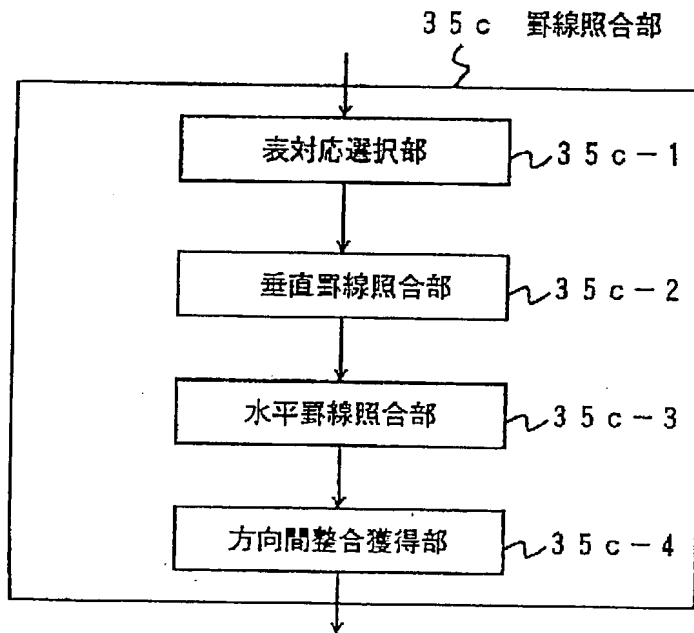 ３５ｃ 罫線照合部
表対応選択部 ３５ｃ－１
垂直罫線照合部 ３５ｃ－２
水平罫線照合部 ３５ｃ－３
方向間整合獲得部 ３５ｃ－４